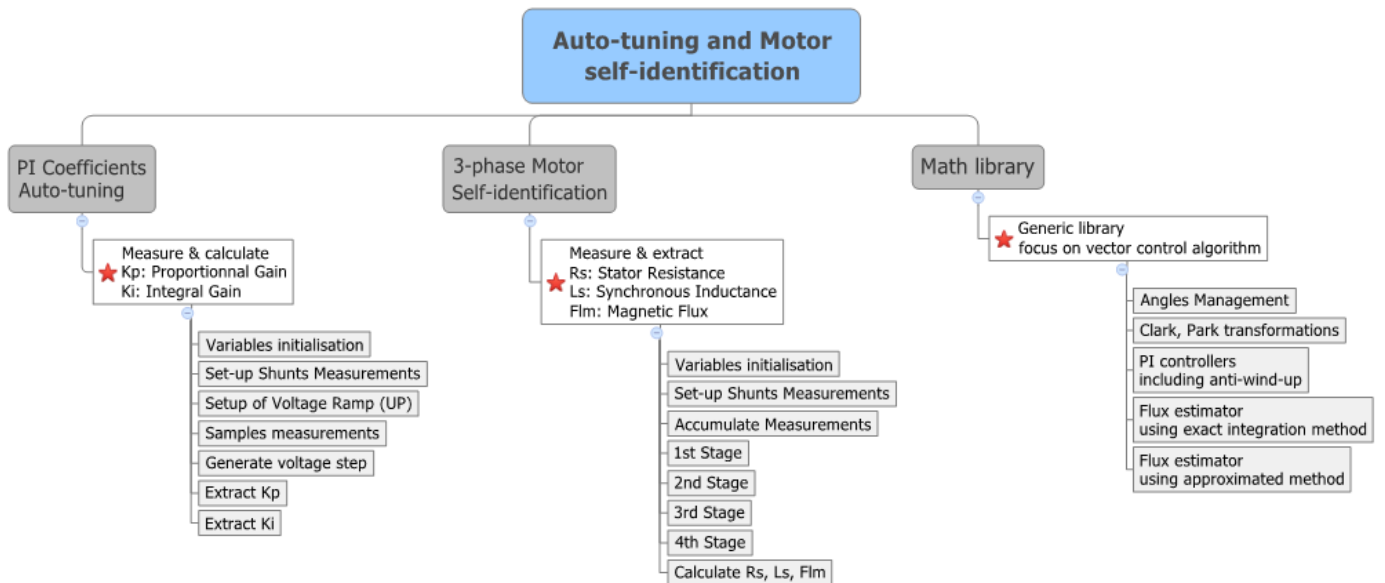 Auto-tuning and Motor
self-identification
PI Coefficients
Auto-tuning
Measure & calculate
Kp: Proportionnal Gain
Ki: Integral Gain
Variables initialisation
Set-up Shunts Measurements
Setup of Voltage Ramp (UP)
Samples measurements
Generate voltage step
Extract Kp
Extract Ki
3-phase Motor
Self-identification
Measure & extract
Rs: Stator Resistance
Ls: Synchronous Inductance
Flm: Magnetic Flux
Variables initialisation
Set-up Shunts Measurements
Accumulate Measurements
1st Stage
2nd Stage
3rd Stage
4th Stage
Calculate Rs, Ls, Flm
Math library
Generic library
focus on vector control algorithm
Angles Management
Clark, Park transformations
PI controllers
including anti-wind-up
Flux estimator
using exact integration method
Flux estimator
using approximated method